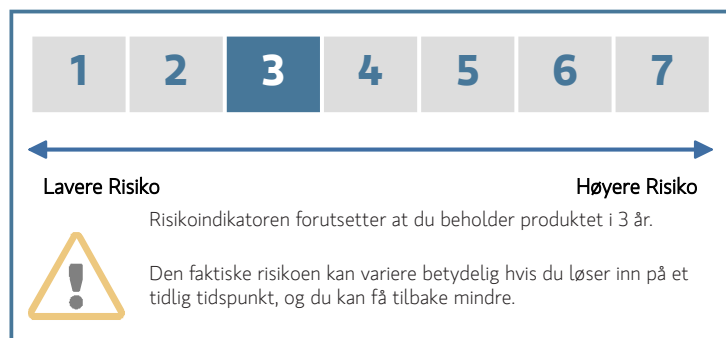 1 2 3 4 5 6 7
Lavere Risiko Høyere Risiko
Risikoindikatoren forutsetter at du beholder produktet i 3 år.
Den faktiske risikoen kan variere betydelig hvis du løser inn på et
tidlig tidspunkt, og du kan få tilbake mindre.